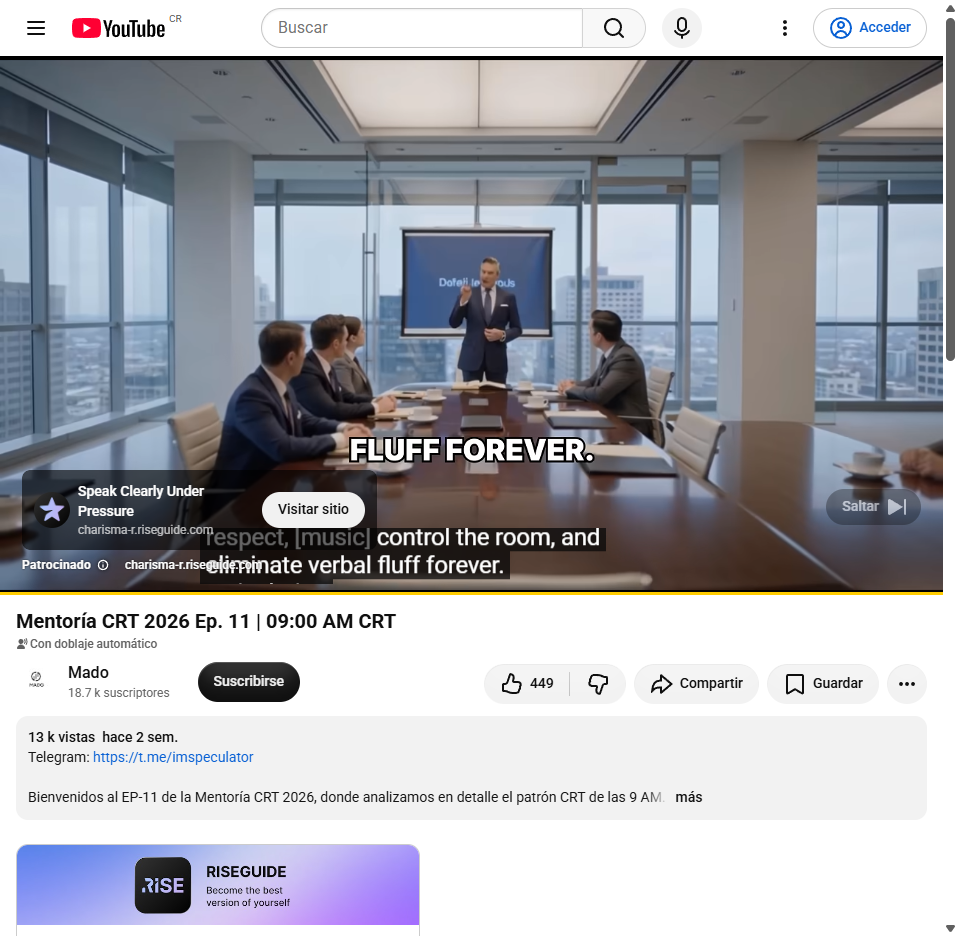 YouTube CR
Buscar
Acceder
FLUFF FOREVER.
Speak Clearly Under
Pressure
charisma-r.riseguide.com
Visitar sitio
Saltar
respect, [music] control the room, and
eliminate verbal fluff forever.
Patrocinado
charisma-r.riseguide.com
Mentoría CRT 2026 Ep. 11 | 09:00 AM CRT
Con doblaje automático
Mado
18.7 k suscriptores
Suscribirse
449
Compartir
Guardar
MADO
13 k vistas hace 2 sem.
Telegram: https://t.me/imspeculator
Bienvenidos al EP-11 de la Mentoría CRT 2026, donde analizamos en detalle el patrón CRT de las 9 AM. más
.RiSE
RISEGUIDE
Become the best
version of yourself